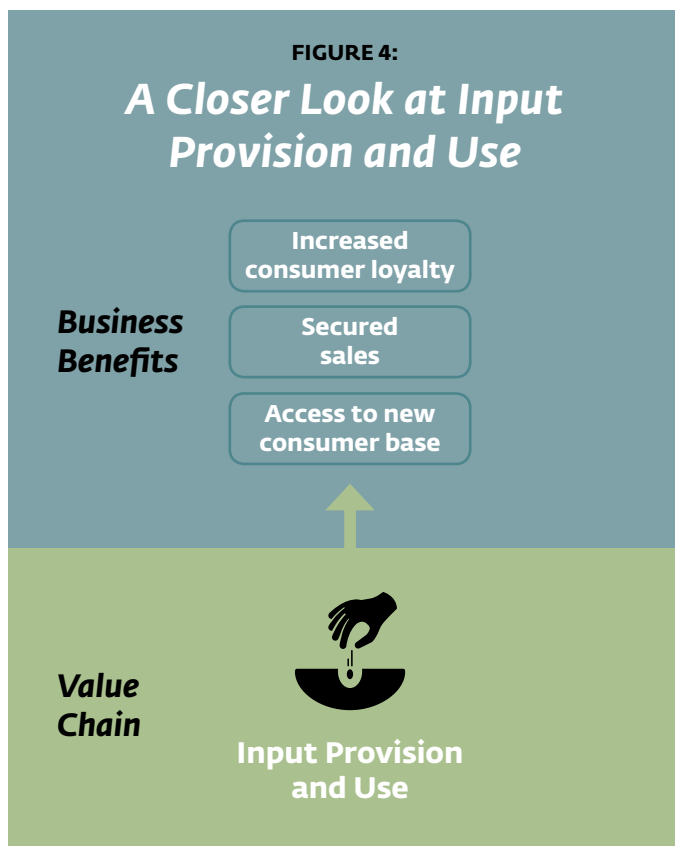 FIGURE 4:
A Closer Look at Input
Provision and Use
Increased
consumer loyalty
Business
Benefits
Secured
sales
Access to new
consumer base
Value
Chain
Input Provision
and Use